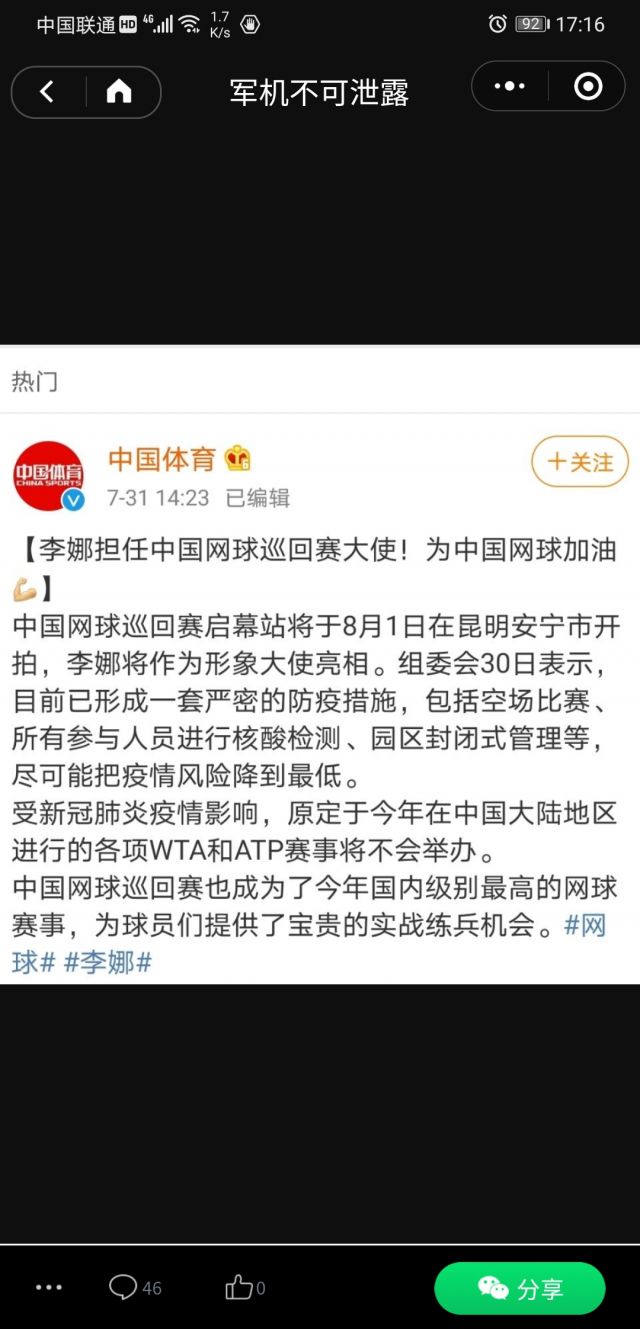 中国联通 HD 4G 1.7 K/s 92 17:16
军机不可泄露
热门
中国体育
CHINA SPORTS
中国体育 6
+关注
7-31 14:23 已编辑
【李娜担任中国网球巡回赛大使！为中国网球加油
💪】
中国网球巡回赛启幕站将于8月1日在昆明安宁市开
拍，李娜将作为形象大使亮相。组委会30日表示，
目前已形成一套严密的防疫措施，包括空场比赛、
所有参与人员进行核酸检测、园区封闭式管理等，
尽可能把疫情风险降到最低。
受新冠肺炎疫情影响，原定于今年在中国大陆地区
进行的各项WTA和ATP赛事将不会举办。
中国网球巡回赛也成为了今年国内级别最高的网球
赛事，为球员们提供了宝贵的实战练兵机会。#网
球# #李娜#
46 0 分享